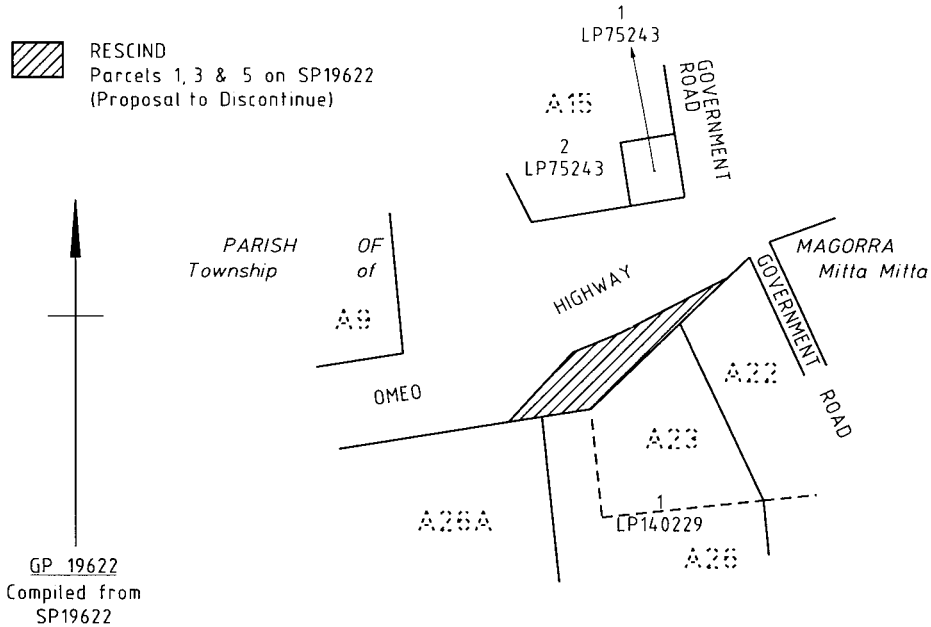 RESCIND
Parcels 1, 3 & 5 on SP19622
(Proposal to Discontinue)
1
LP75243
GOVERNMENT
ROAD
A15
2
LP75243
PARISH OF MAGORRA
Township of Mitta Mitta
A9
HIGHWAY
GOVERNMENT
ROAD
OMEO
A22
A23
A26A
1
LP140229
A26
GP 19622
Compiled from
SP19622